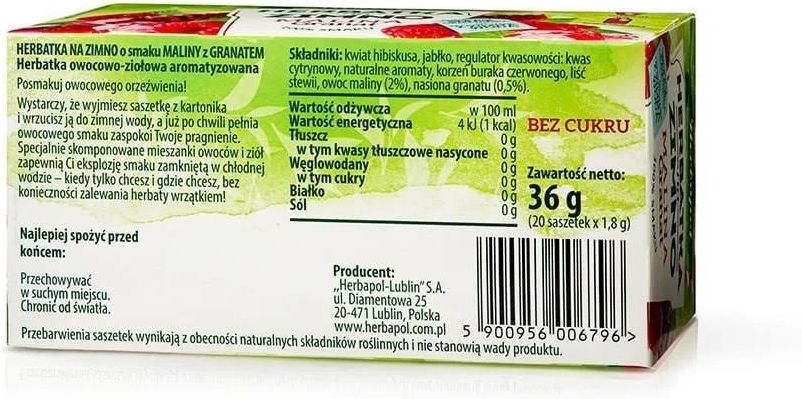 HERBATKA NA ZIMNO o smaku MALINY z GRANATEM
Herbatka owocowo-ziołowa aromatyzowana
Posmakuj owocowego orzeźwienia!
Wystarczy, że wyjmiesz saszetkę z kartonika
i wrzucisz ją do zimnej wody, a już po chwili pełnia
owocowego smaku zaspokoi Twoje pragnienie.
Specjalnie skomponowane mieszanki owoców i ziół
zapewnią Ci eksplozję smaku zamkniętą w chłodnej
wodzie – kiedy tylko chcesz i gdzie chcesz, bez
konieczności zalewania herbaty wrzątkiem!
Najlepiej spożyć przed
końcem:
Przechowywać
w suchym miejscu.
Chronić od światła.
Składniki: kwiat hibiskusa, jabłko, regulator kwasowości: kwas
cytrynowy, naturalne aromaty, korzeń buraka czerwonego, liść
stewii, owoc maliny (2%), nasiona granatu (0,5%).
Wartość odżywcza w 100 ml
Wartość energetyczna 4 kJ (1 kcal)
Tłuszcz 0 g
w tym kwasy tłuszczowe nasycone 0 g
Węglowodany 0 g
w tym cukry 0 g
Białko 0 g
Sól 0 g
BEZ CUKRU
Zawartość netto:
36 g
(20 saszetek x 1,8 g)
Producent:
„Herbapol-Lublin” S.A.
ul. Diamentowa 25
20-471 Lublin, Polska
www.herbapol.com.pl
5 900956 006796 >
Przebarwienia saszetek wynikają z obecności naturalnych składników roślinnych i nie stanowią wady produktu.